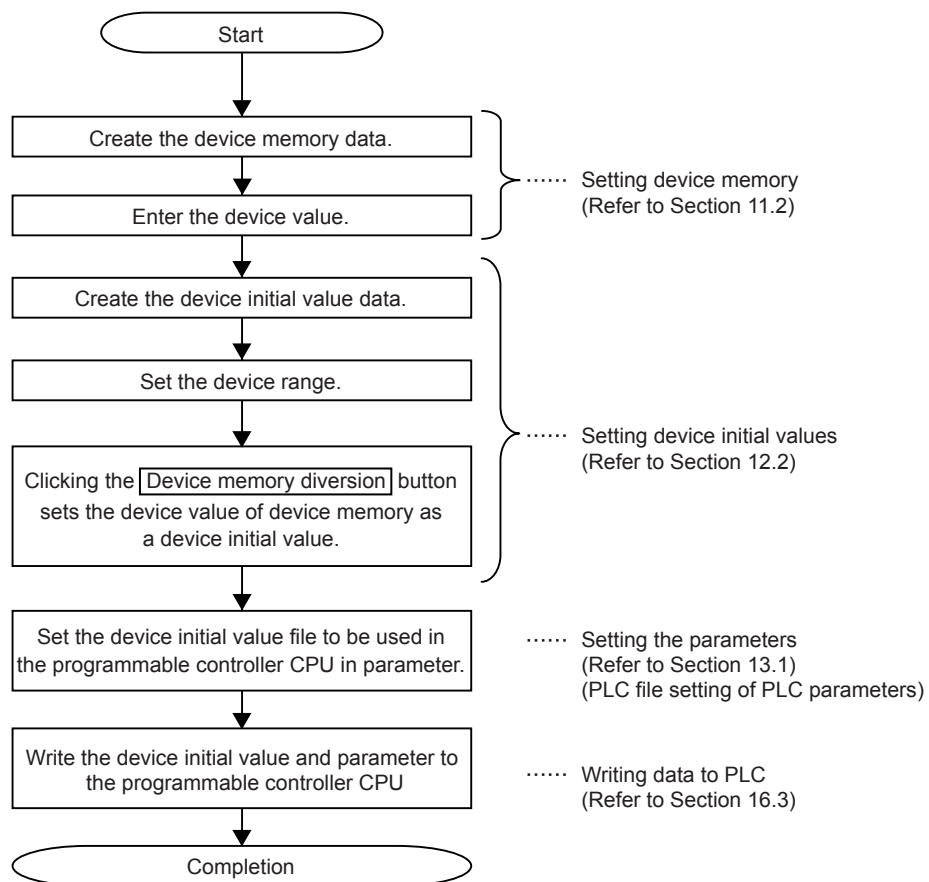 Start
Create the device memory data.
Enter the device value.
······ Setting device memory
(Refer to Section 11.2)
Create the device initial value data.
Set the device range.
Clicking the Device memory diversion button
sets the device value of device memory as
a device initial value.
······ Setting device initial values
(Refer to Section 12.2)
Set the device initial value file to be used in
the programmable controller CPU in parameter.
······ Setting the parameters
(Refer to Section 13.1)
(PLC file setting of PLC parameters)
Write the device initial value and parameter to
the programmable controller CPU
······ Writing data to PLC
(Refer to Section 16.3)
Completion